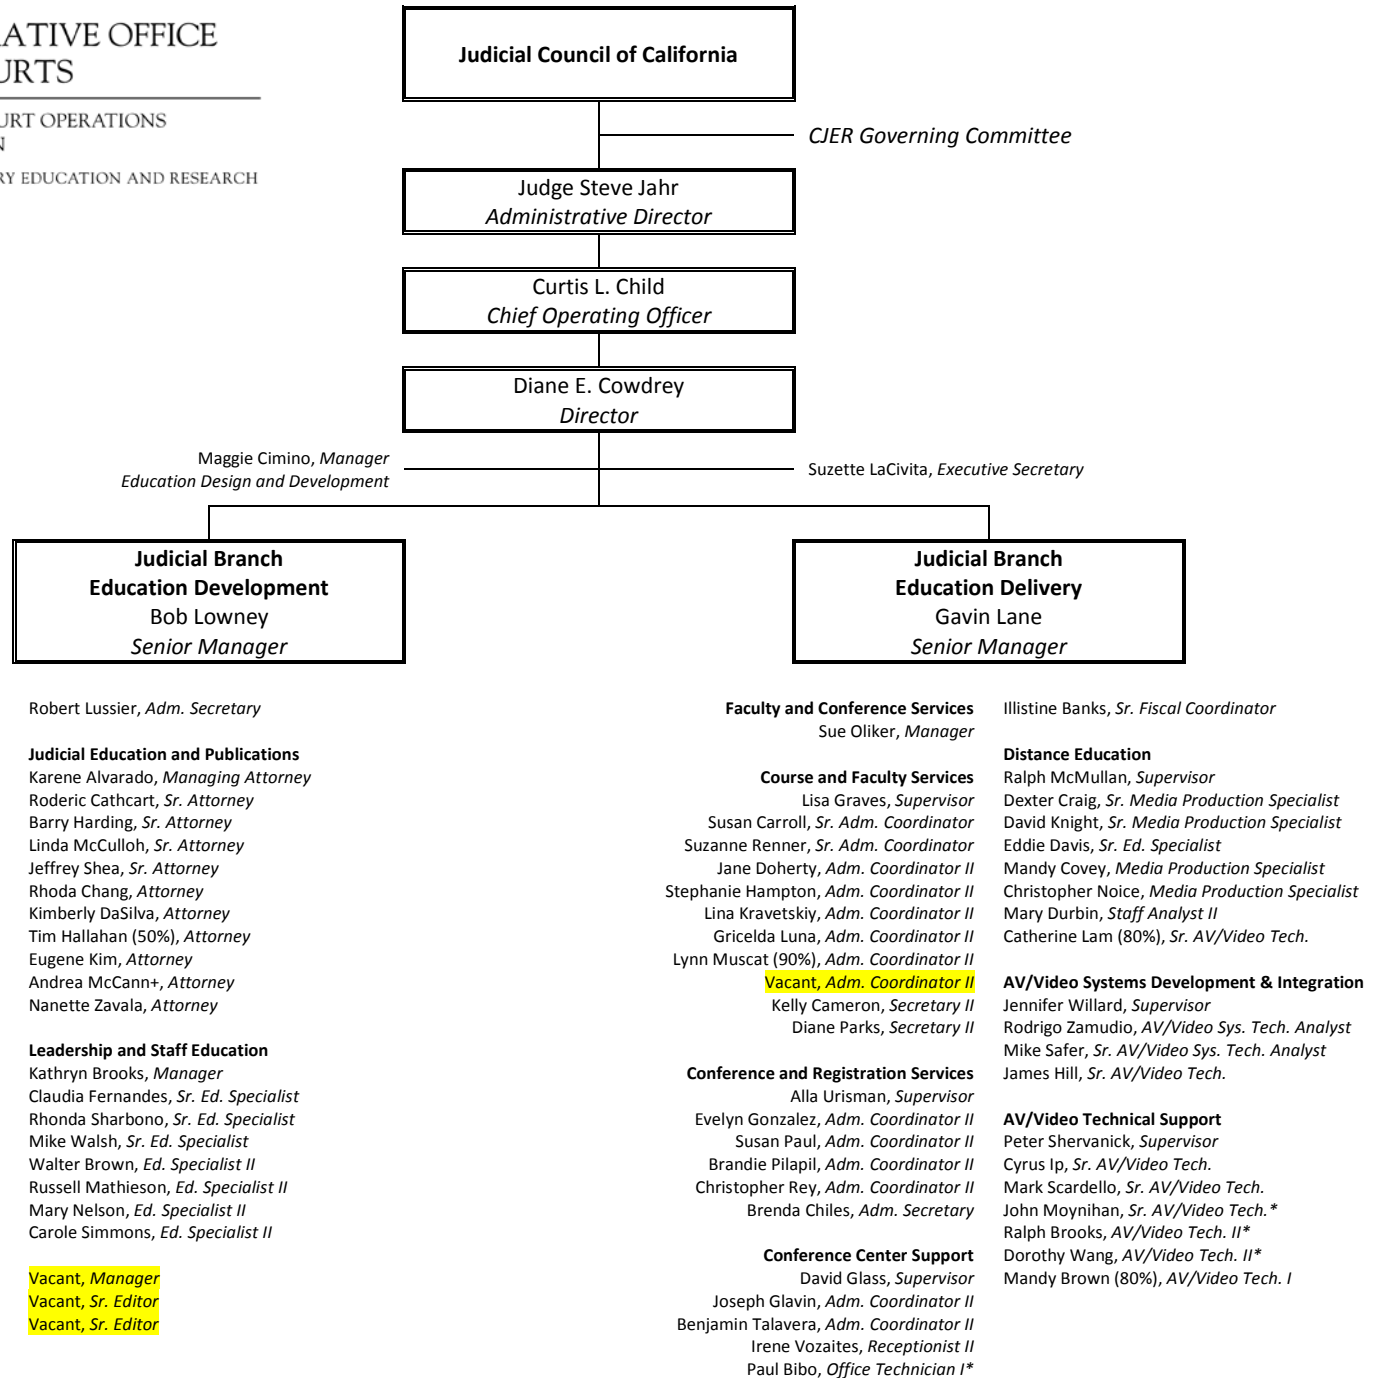 OFFICE
OPERATIONS
EDUCATION AND RESEARCH
Judicial Council of California
CJER Governing Committee
Judge Steve Jahr
Administrative Director
Curtis L. Child
Chief Operating Officer
Diane E. Cowdrey
Director
Maggie Cimino, Manager
Education Design and Development
Suzette LaCivita, Executive Secretary
Judicial Branch
Education Development
Bob Lowney
Senior Manager
Judicial Branch
Education Delivery
Gavin Lane
Senior Manager
Robert Lussier, Adm. Secretary
Judicial Education and Publications
Karene Alvarado, Managing Attorney
Roderic Cathcart, Sr. Attorney
Barry Harding, Sr. Attorney
Linda McCulloh, Sr. Attorney
Jeffrey Shea, Sr. Attorney
Rhoda Chang, Attorney
Kimberly DaSilva, Attorney
Tim Hallahan (50%), Attorney
Eugene Kim, Attorney
Andrea McCann+, Attorney
Nanette Zavala, Attorney
Leadership and Staff Education
Kathryn Brooks, Manager
Claudia Fernandes, Sr. Ed. Specialist
Rhonda Sharbono, Sr. Ed. Specialist
Mike Walsh, Sr. Ed. Specialist
Walter Brown, Ed. Specialist II
Russell Mathieson, Ed. Specialist II
Mary Nelson, Ed. Specialist II
Carole Simmons, Ed. Specialist II
Vacant, Manager
Vacant, Sr. Editor
Vacant, Sr. Editor
Faculty and Conference Services
Sue Oliker, Manager
Course and Faculty Services
Lisa Graves, Supervisor
Susan Carroll, Sr. Adm. Coordinator
Suzanne Renner, Sr. Adm. Coordinator
Jane Doherty, Adm. Coordinator II
Stephanie Hampton, Adm. Coordinator II
Lina Kravetskiy, Adm. Coordinator II
Gricelda Luna, Adm. Coordinator II
Lynn Muscat (90%), Adm. Coordinator II
Vacant, Adm. Coordinator II
Kelly Cameron, Secretary II
Diane Parks, Secretary II
Conference and Registration Services
Alla Urisman, Supervisor
Evelyn Gonzalez, Adm. Coordinator II
Susan Paul, Adm. Coordinator II
Brandie Pilapil, Adm. Coordinator II
Christopher Rey, Adm. Coordinator II
Brenda Chiles, Adm. Secretary
Conference Center Support
David Glass, Supervisor
Joseph Glavin, Adm. Coordinator II
Benjamin Talavera, Adm. Coordinator II
Irene Vozaites, Receptionist II
Paul Bibo, Office Technician I*
Illistine Banks, Sr. Fiscal Coordinator
Distance Education
Ralph McMullan, Supervisor
Dexter Craig, Sr. Media Production Specialist
David Knight, Sr. Media Production Specialist
Eddie Davis, Sr. Ed. Specialist
Mandy Covey, Media Production Specialist
Christopher Noice, Media Production Specialist
Mary Durbin, Staff Analyst II
Catherine Lam (80%), Sr. AV/Video Tech.
AV/Video Systems Development & Integration
Jennifer Willard, Supervisor
Rodrigo Zamudio, AV/Video Sys. Tech. Analyst
Mike Safer, Sr. AV/Video Sys. Tech. Analyst
James Hill, Sr. AV/Video Tech.
AV/Video Technical Support
Peter Shervanick, Supervisor
Cyrus Ip, Sr. AV/Video Tech.
Mark Scardello, Sr. AV/Video Tech.
John Moynihan, Sr. AV/Video Tech.*
Ralph Brooks, AV/Video Tech. II*
Dorothy Wang, AV/Video Tech. II*
Mandy Brown (80%), AV/Video Tech. I